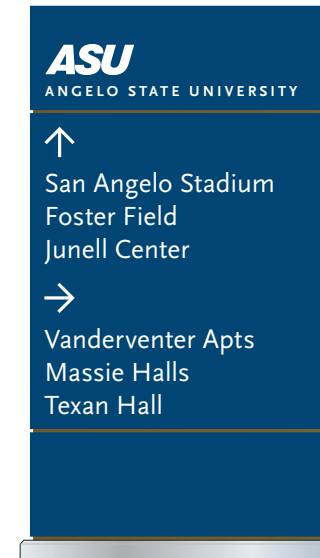 ASU
ANGELO STATE UNIVERSITY
↑
San Angelo Stadium
Foster Field
Junell Center
→
Vanderventer Apts
Massie Halls
Texan Hall